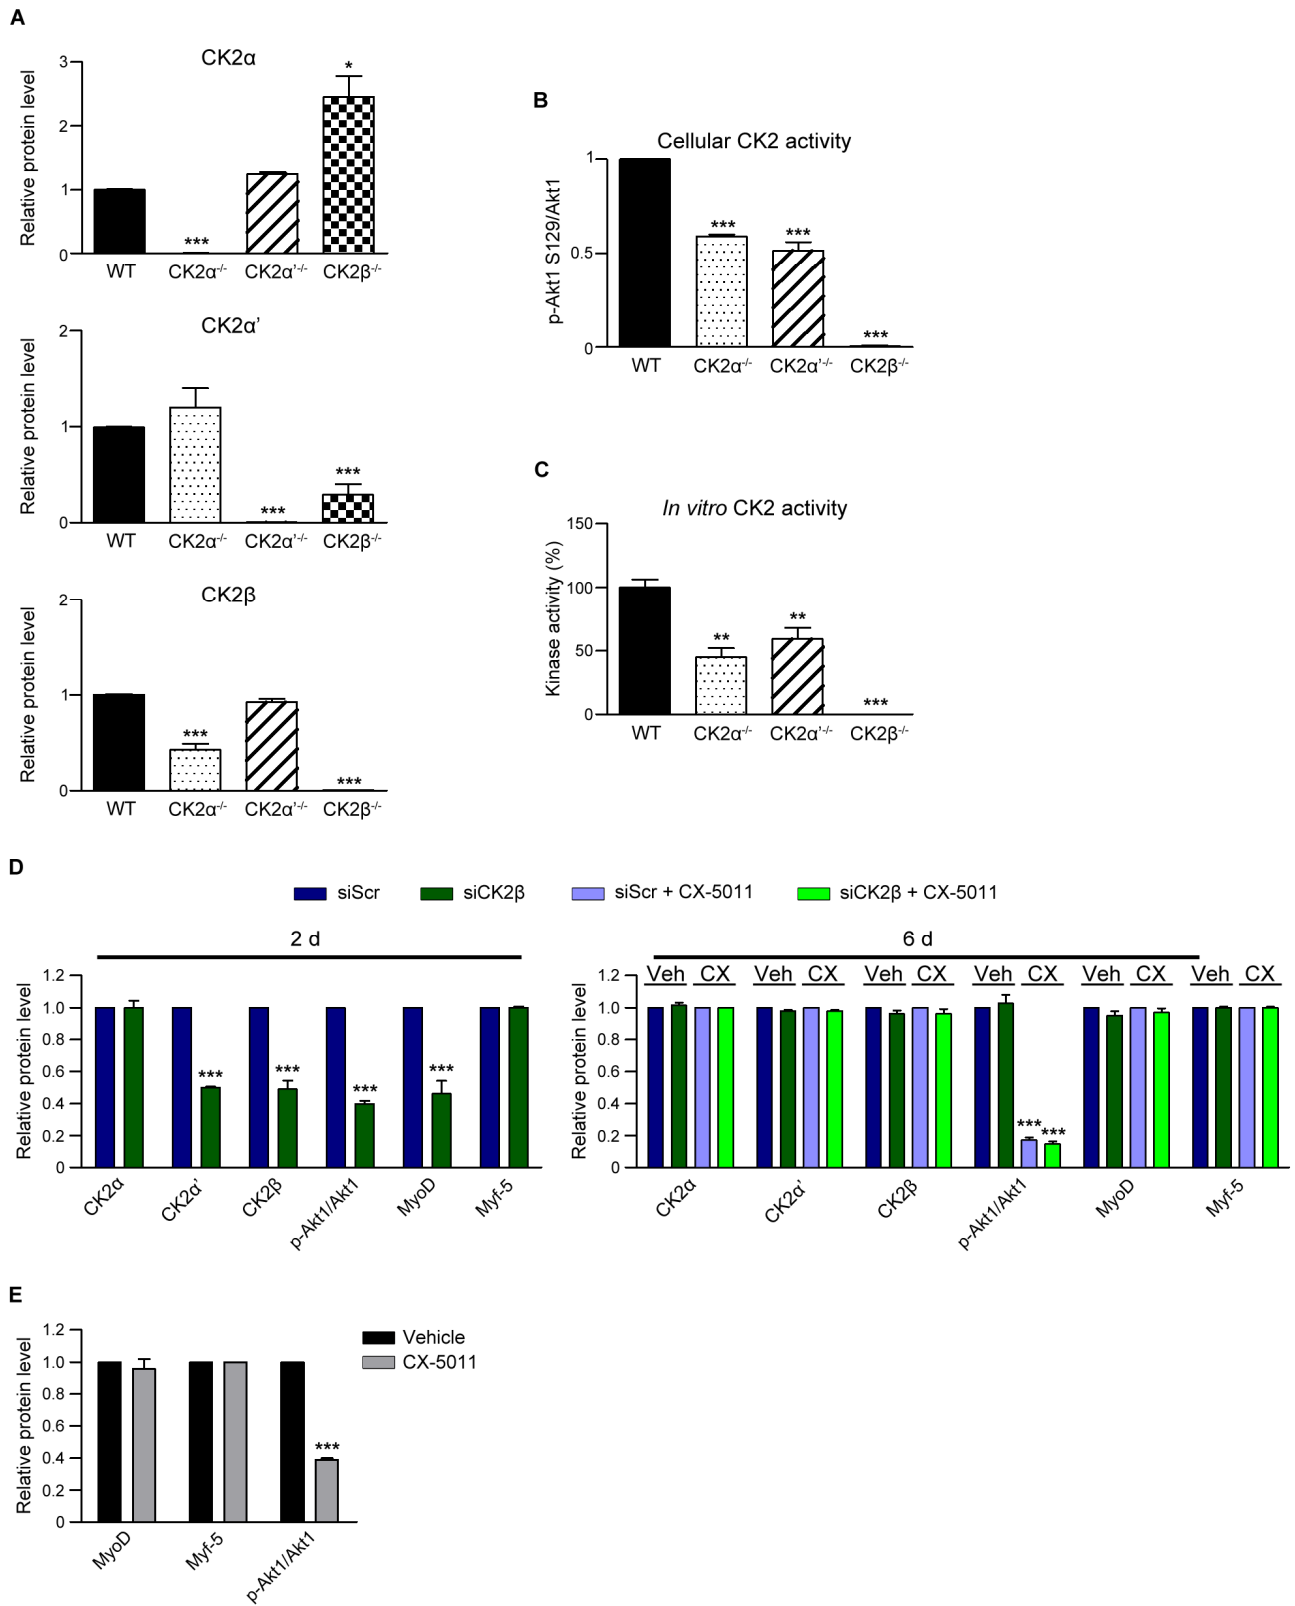 A
CK2α
Relative protein level
3
2
1
0
*
***
WT CK2α-/- CK2α’-/- CK2β-/-
CK2α’
Relative protein level
2
1
0
***
***
WT CK2α-/- CK2α’-/- CK2β-/-
CK2β
Relative protein level
2
1
0
***
***
WT CK2α-/- CK2α’-/- CK2β-/-
B
Cellular CK2 activity
p-Akt1 S129/Akt1
1
0.5
0
*** *** ***
WT CK2α-/- CK2α’-/- CK2β-/-
C
In vitro CK2 activity
Kinase activity (%)
150
100
50
0
** ** ***
WT CK2α-/- CK2α’-/- CK2β-/-
D
siScr siCK2β siScr + CX-5011 siCK2β + CX-5011
2 d
Relative protein level
1.2
1.0
0.8
0.6
0.4
0.2
0
*** *** *** ***
CK2α CK2α’ CK2β p-Akt1/Akt1 MyoD Myf-5
6 d
Veh CX Veh CX Veh CX Veh CX Veh CX Veh CX
Relative protein level
1.2
1.0
0.8
0.6
0.4
0.2
0
*** ***
CK2α CK2α’ CK2β p-Akt1/Akt1 MyoD Myf-5
E
Relative protein level
1.2
1.0
0.8
0.6
0.4
0.2
0
Vehicle
CX-5011
***
MyoD Myf-5 p-Akt1/Akt1